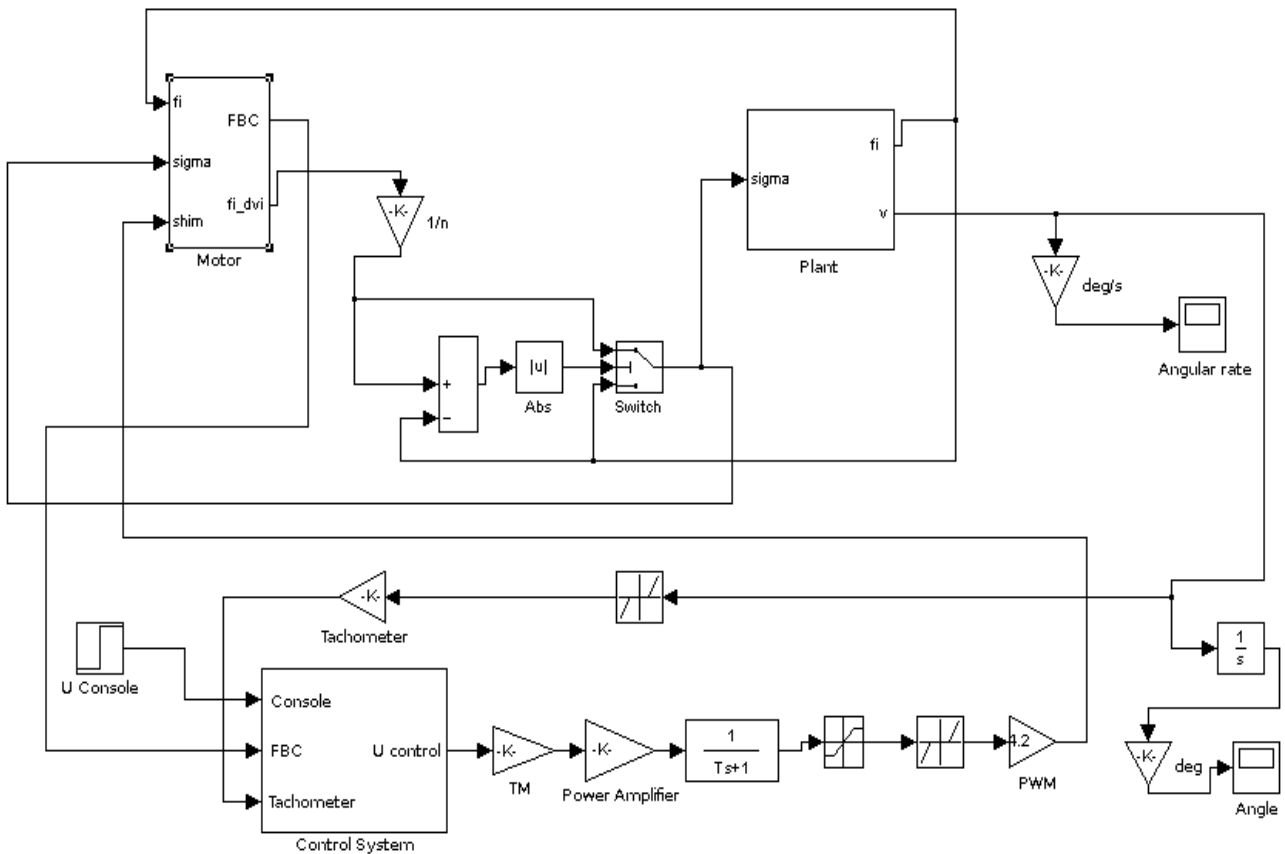 fi
FBC
sigma
fi_dvi
shim
Motor
-K-
1/n
fi
sigma
v
Plant
-K-
deg/s
Angular rate
+
−
|u|
Abs
Switch
-K-
Tachometer
U Console
1
s
Console
FBC
U control
Tachometer
Control System
-K-
TM
-K-
Power Amplifier
1
Ts+1
4.2
PWM
-K-
deg
Angle